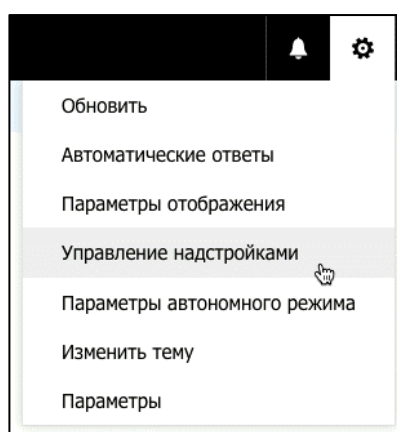 Обновить
Автоматические ответы
Параметры отображения
Управление надстройками
Параметры автономного режима
Изменить тему
Параметры